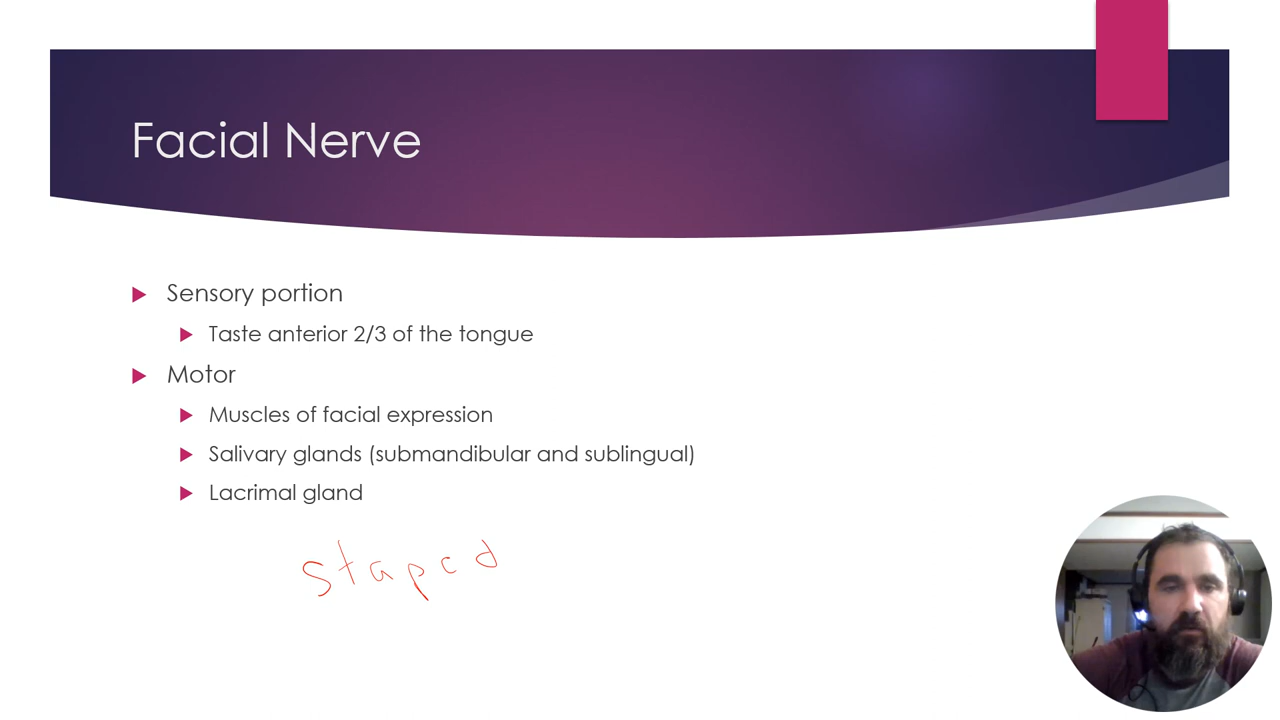 Facial Nerve
Sensory portion
Taste anterior 2/3 of the tongue
Motor
Muscles of facial expression
Salivary glands (submandibular and sublingual)
Lacrimal gland
staped